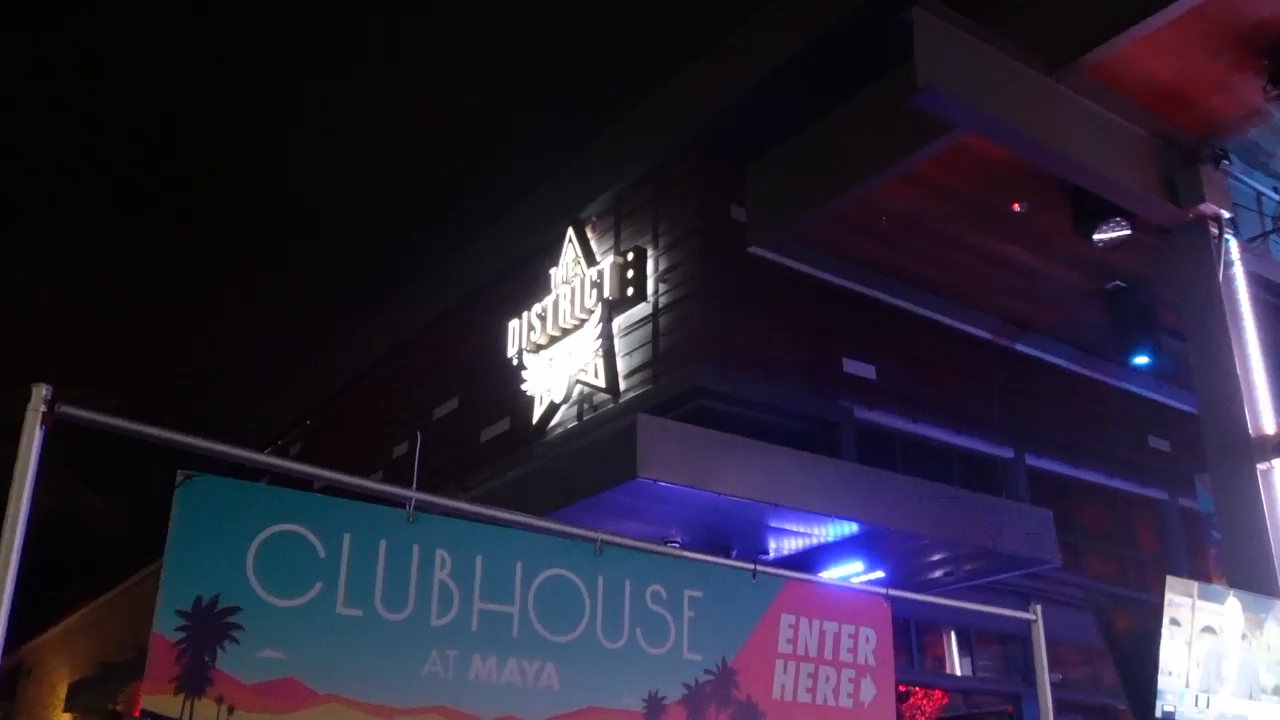 THE
DISTRICT
CLUBHOUSE
AT MAYA
ENTER
HERE